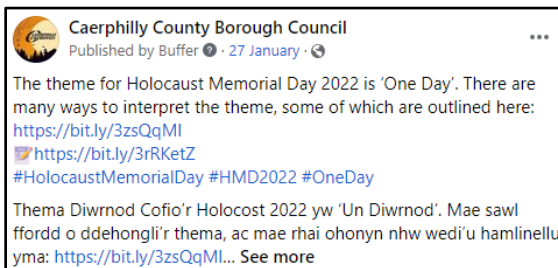 Caerphilly County Borough Council
Published by Buffer · 27 January ·
The theme for Holocaust Memorial Day 2022 is ‘One Day’. There are
many ways to interpret the theme, some of which are outlined here:
https://bit.ly/3zsQqMI
📝https://bit.ly/3rRKetZ
#HolocaustMemorialDay #HMD2022 #OneDay
Thema Diwrnod Cofio’r Holocost 2022 yw ‘Un Diwrnod’. Mae sawl
ffordd o ddehongli’r thema, ac mae rhai ohonyn nhw wedi’u hamlinellu
yma: https://bit.ly/3zsQqMI... See more